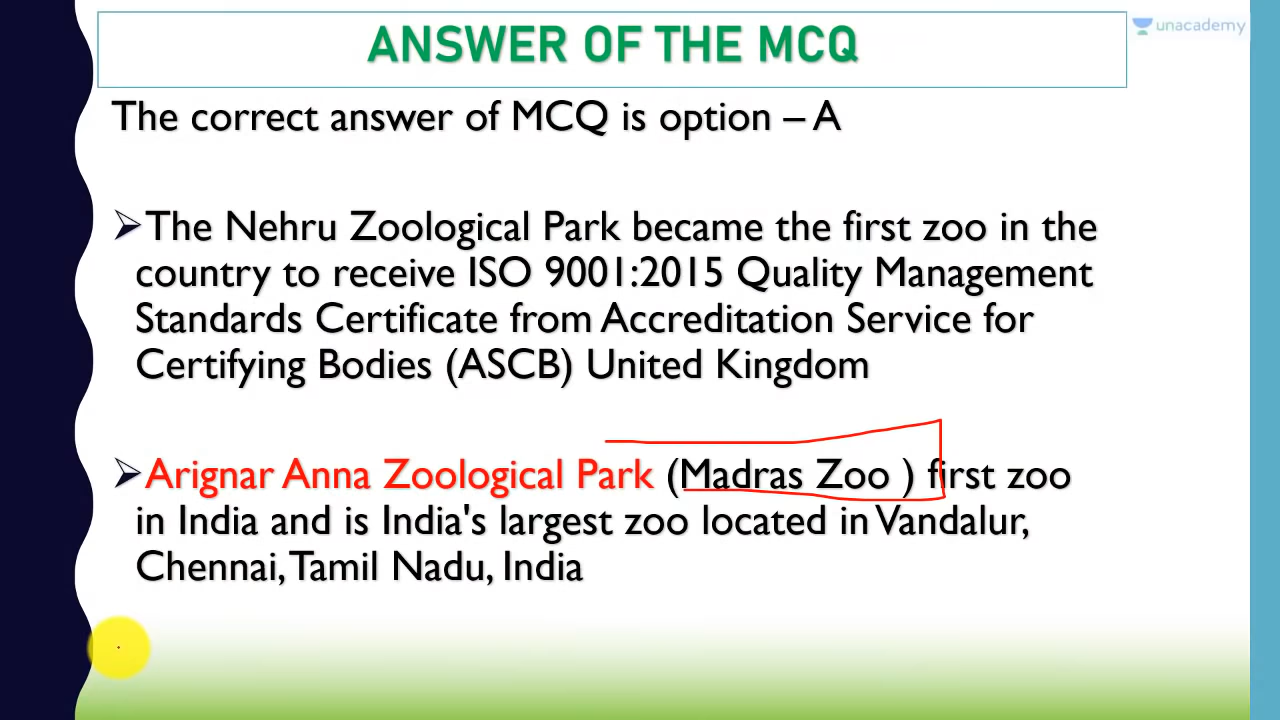 ANSWER OF THE MCQ
unacademy
The correct answer of MCQ is option – A
➢The Nehru Zoological Park became the first zoo in the
country to receive ISO 9001:2015 Quality Management
Standards Certificate from Accreditation Service for
Certifying Bodies (ASCB) United Kingdom
➢Arignar Anna Zoological Park (Madras Zoo ) first zoo
in India and is India's largest zoo located in Vandalur,
Chennai, Tamil Nadu, India